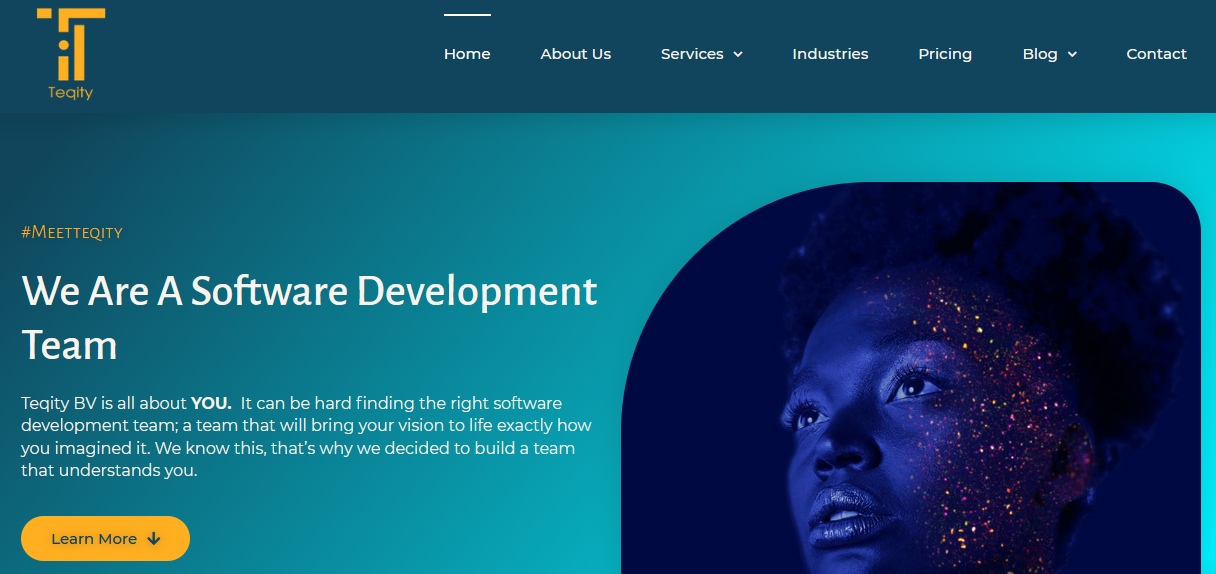 Teqity
Home About Us Services Industries Pricing Blog Contact
#MEETTEQITY
We Are A Software Development
Team
Teqity BV is all about YOU. It can be hard finding the right software
development team; a team that will bring your vision to life exactly how
you imagined it. We know this, that's why we decided to build a team
that understands you.
Learn More